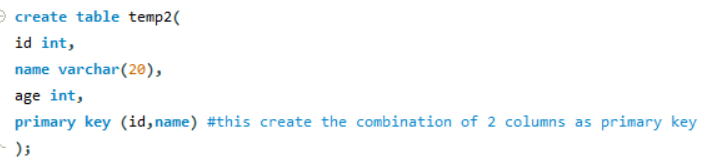 create table temp2(
id int,
name varchar(20),
age int,
primary key (id,name) #this create the combination of 2 columns as primary key
);